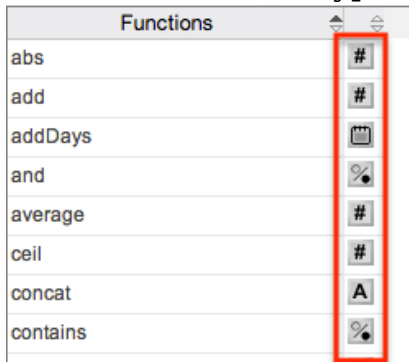 Functions
abs #
add #
addDays
and
average #
ceil #
concat A
contains